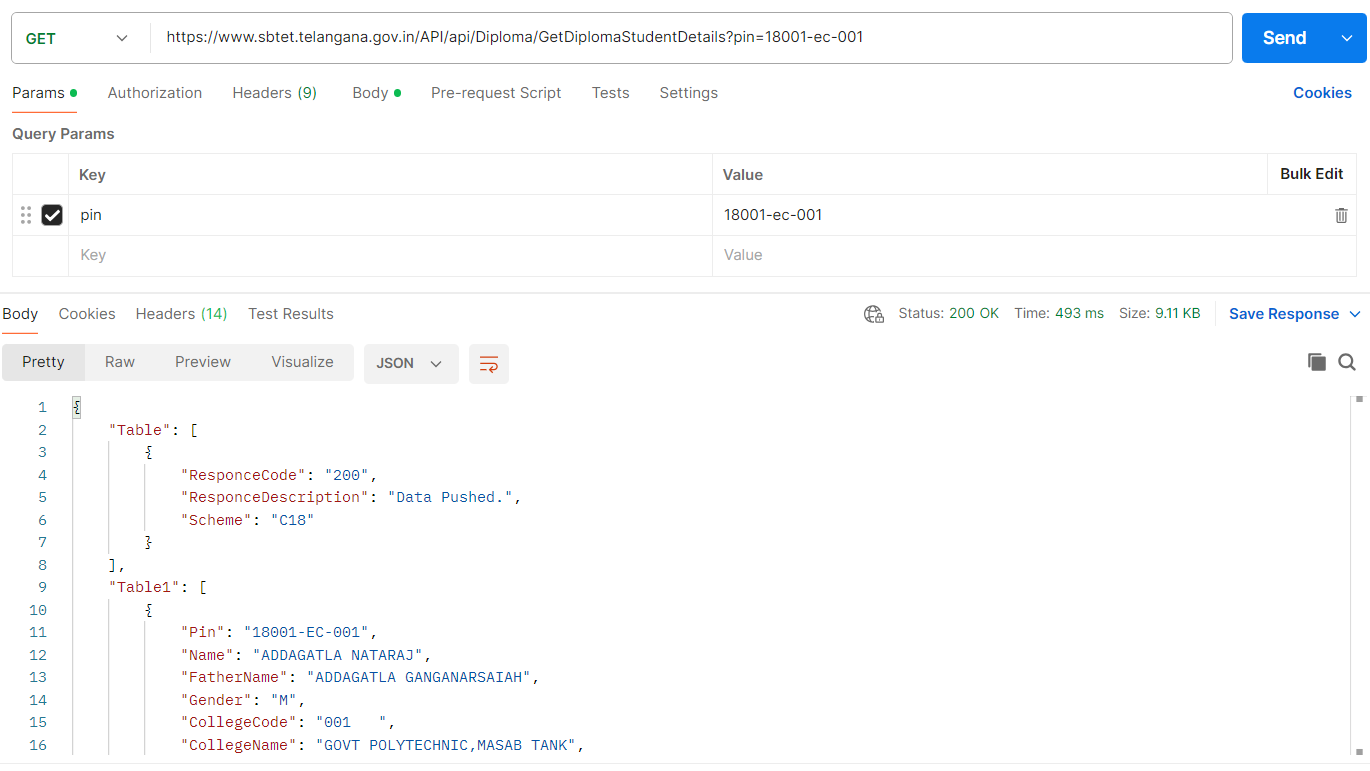 GET https://www.sbtet.telangana.gov.in/API/api/Diploma/GetDiplomaStudentDetails?pin=18001-ec-001 Send
Params Authorization Headers (9) Body Pre-request Script Tests Settings Cookies
Query Params
Key Value Bulk Edit
pin 18001-ec-001
Key Value
Body Cookies Headers (14) Test Results Status: 200 OK Time: 493 ms Size: 9.11 KB Save Response
Pretty Raw Preview Visualize JSON
1 {
2 "Table": [
3 {
4 "ResponceCode": "200",
5 "ResponceDescription": "Data Pushed.",
6 "Scheme": "C18"
7 }
8 ],
9 "Table1": [
10 {
11 "Pin": "18001-EC-001",
12 "Name": "ADDAGATLA NATARAJ",
13 "FatherName": "ADDAGATLA GANGANARSAIAH",
14 "Gender": "M",
15 "CollegeCode": "001   ",
16 "CollegeName": "GOVT POLYTECHNIC,MASAB TANK",